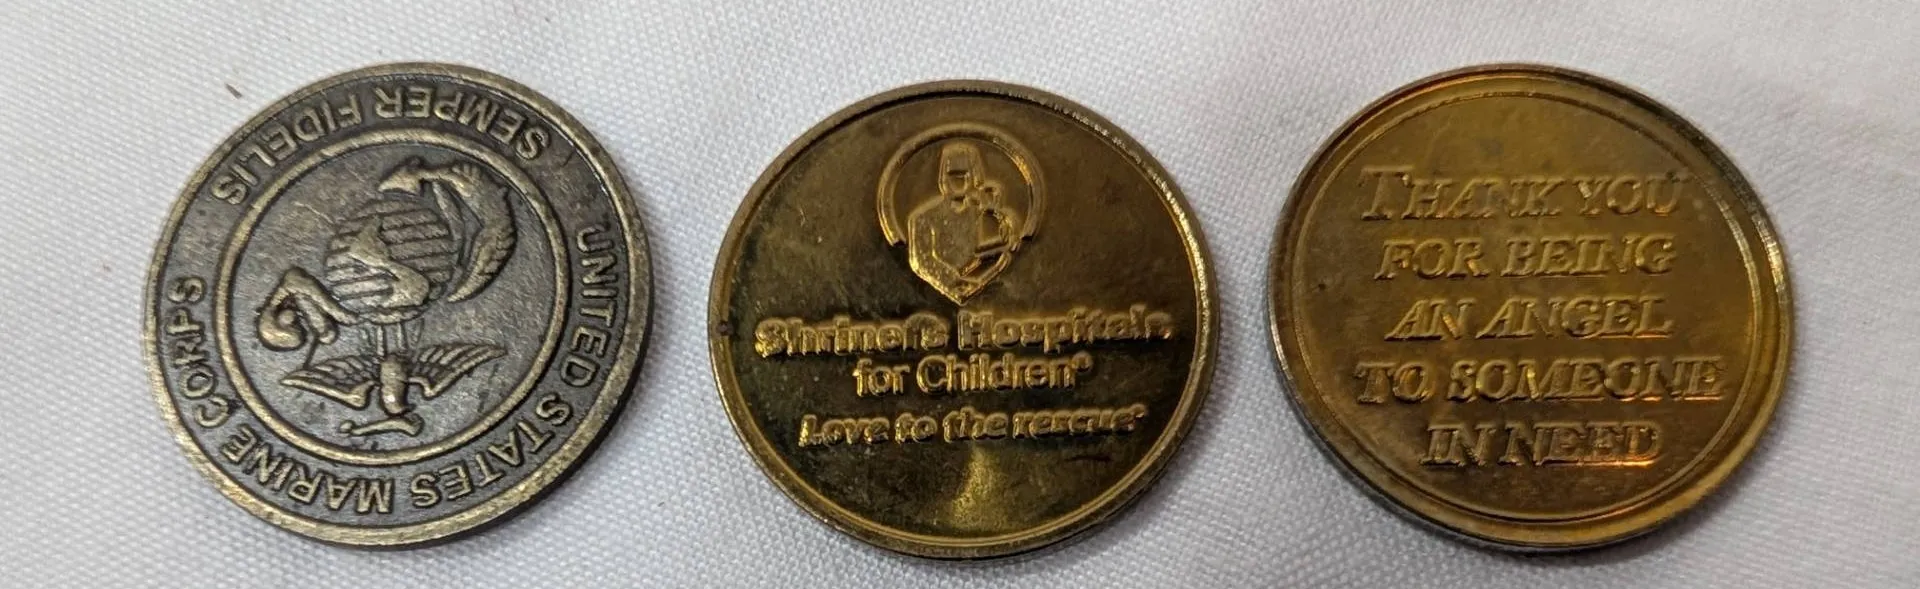 UNITED STATES MARINE CORPS
SEMPER FIDELIS
Shriners Hospitals
for Children®
Love to the rescue®
THANK YOU
FOR BEING
AN ANGEL
TO SOMEONE
IN NEED